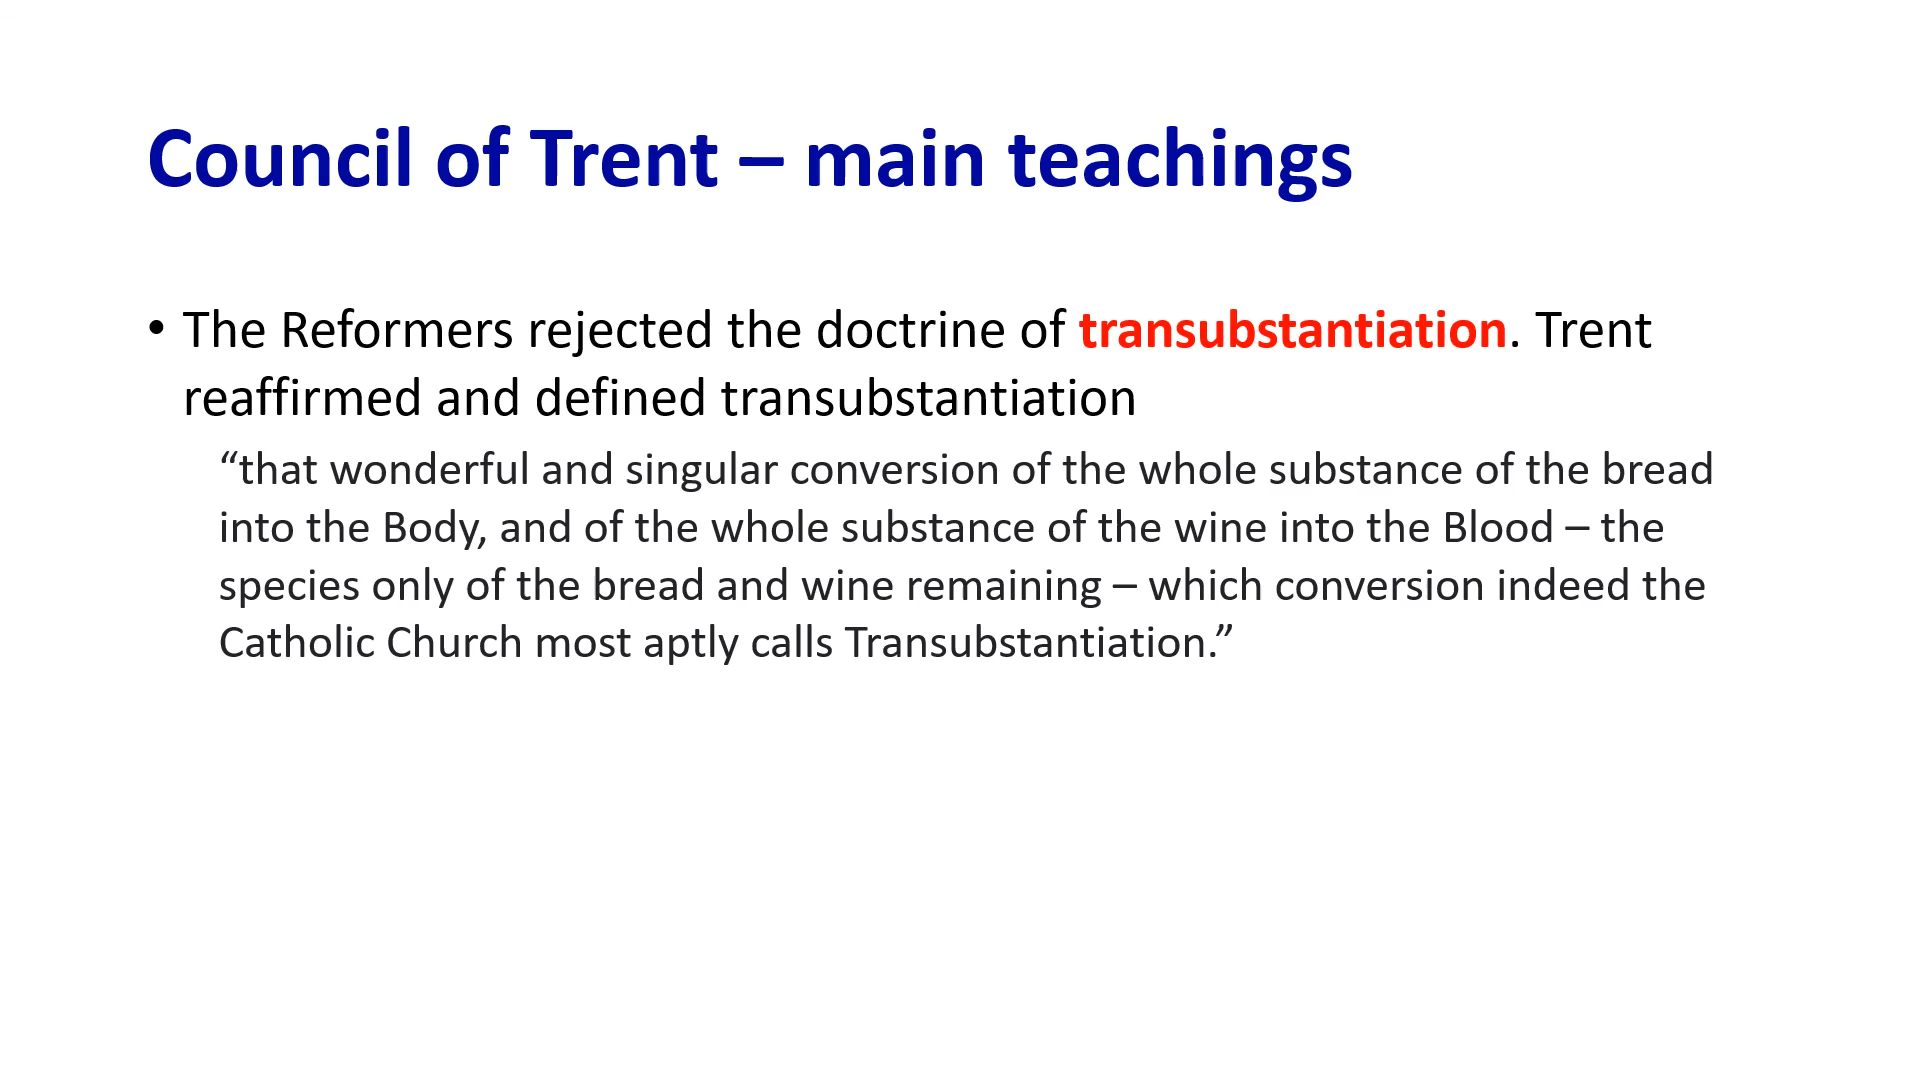 Council of Trent – main teachings
• The Reformers rejected the doctrine of transubstantiation. Trent
reaffirmed and defined transubstantiation
“that wonderful and singular conversion of the whole substance of the bread
into the Body, and of the whole substance of the wine into the Blood – the
species only of the bread and wine remaining – which conversion indeed the
Catholic Church most aptly calls Transubstantiation.”